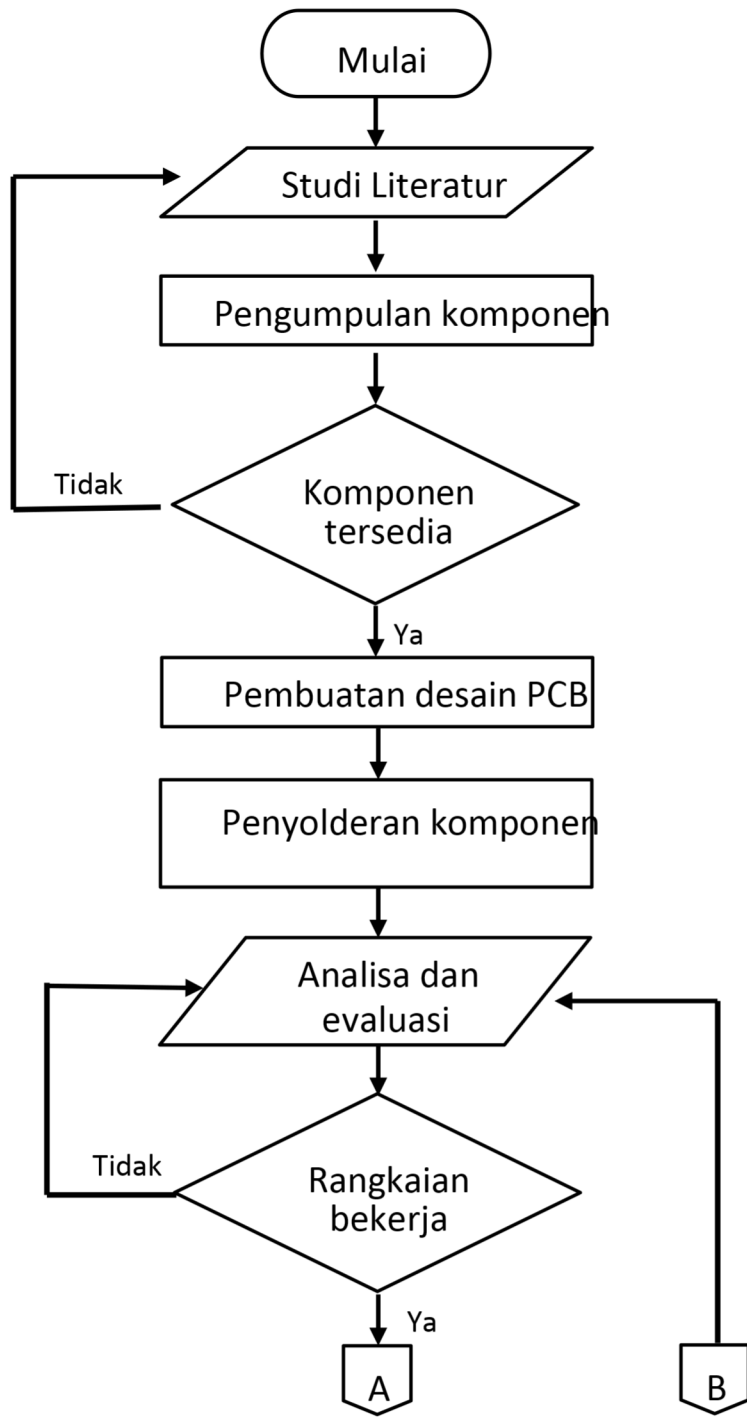 Mulai
Studi Literatur
Pengumpulan komponen
Tidak
Komponen
tersedia
Ya
Pembuatan desain PCB
Penyolderan komponen
Analisa dan
evaluasi
Tidak
Rangkaian
bekerja
Ya
A
B